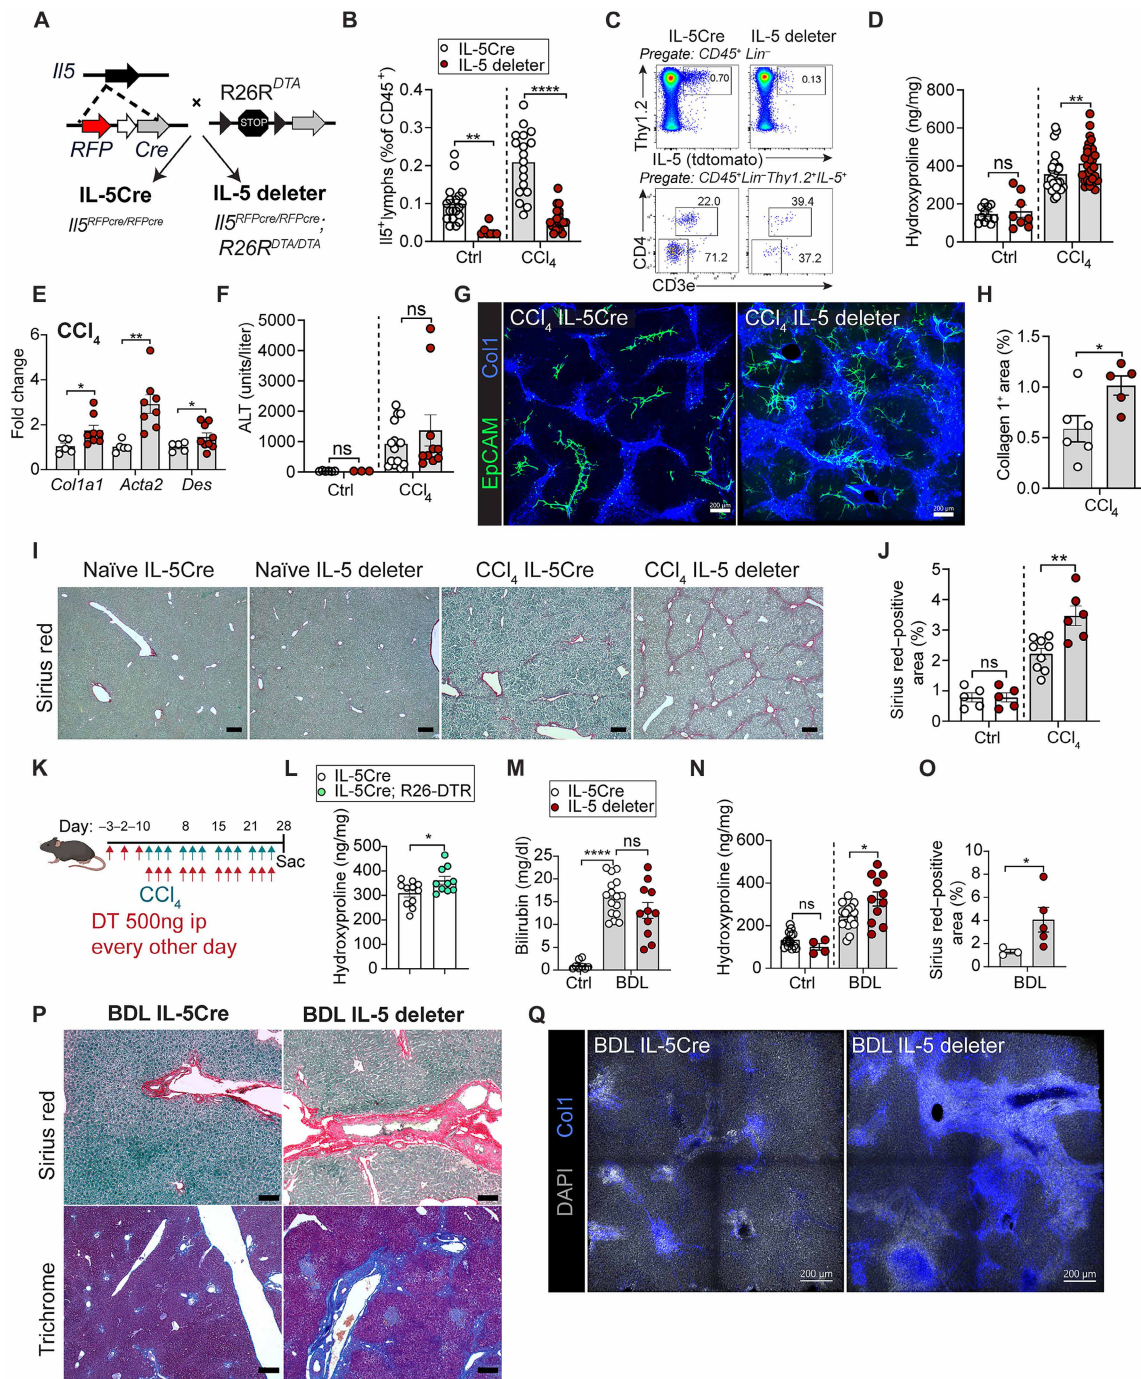 A
Il5
R26R^DTA
×
STOP
RFP
Cre
IL-5Cre
Il5^RFPcre/RFPcre
IL-5 deleter
Il5^RFPcre/RFPcre;
R26R^DTA/DTA
B
IL-5Cre
IL-5 deleter
Il5⁺lymphs (% of CD45⁺)
0.4
0.3
0.2
0.1
0.0
**
****
Ctrl
CCl₄
C
IL-5Cre
IL-5 deleter
Pregate: CD45⁺ Lin⁻
0.70
0.13
Thy1.2
IL-5 (tdtomato)
Pregate: CD45⁺Lin⁻Thy1.2⁺IL-5⁺
22.0
39.4
71.2
37.2
CD4
CD3e
D
Hydroxyproline (ng/mg)
800
600
400
200
0
ns
**
Ctrl
CCl₄
E
CCl₄
Fold change
6
4
2
0
*
**
*
Col1a1
Acta2
Des
F
ALT (units/liter)
5000
4000
3000
2000
1000
0
ns
ns
Ctrl
CCl₄
G
EpCAM Col1
CCl₄ IL-5Cre
CCl₄ IL-5 deleter
200 µm
200 µm
H
Collagen 1⁺ area (%)
1.5
1.0
0.5
0.0
*
CCl₄
I
Naïve IL-5Cre
Naïve IL-5 deleter
CCl₄ IL-5Cre
CCl₄ IL-5 deleter
Sirius red
J
Sirius red–positive
area (%)
5
4
3
2
1
0
ns
**
Ctrl
CCl₄
K
Day: –3–2–10 8 15 21 28
Sac
CCl₄
DT 500ng ip
every other day
L
IL-5Cre
IL-5Cre; R26-DTR
Hydroxyproline (ng/mg)
500
400
300
200
100
0
*
M
IL-5Cre
IL-5 deleter
Bilirubin (mg/dl)
25
20
15
10
5
0
****
ns
Ctrl
BDL
N
Hydroxyproline (ng/mg)
600
400
200
0
ns
*
Ctrl
BDL
O
Sirius red–positive
area (%)
10
8
6
4
2
0
*
BDL
P
BDL IL-5Cre
BDL IL-5 deleter
Sirius red
Trichrome
Q
DAPI Col1
BDL IL-5Cre
BDL IL-5 deleter
200 µm
200 µm